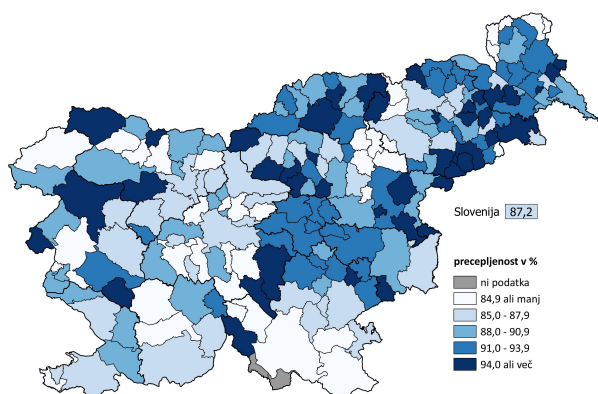 Slovenija 87,2
precepljenost v %
ni podatka
84,9 ali manj
85,0 - 87,9
88,0 - 90,9
91,0 - 93,9
94,0 ali več